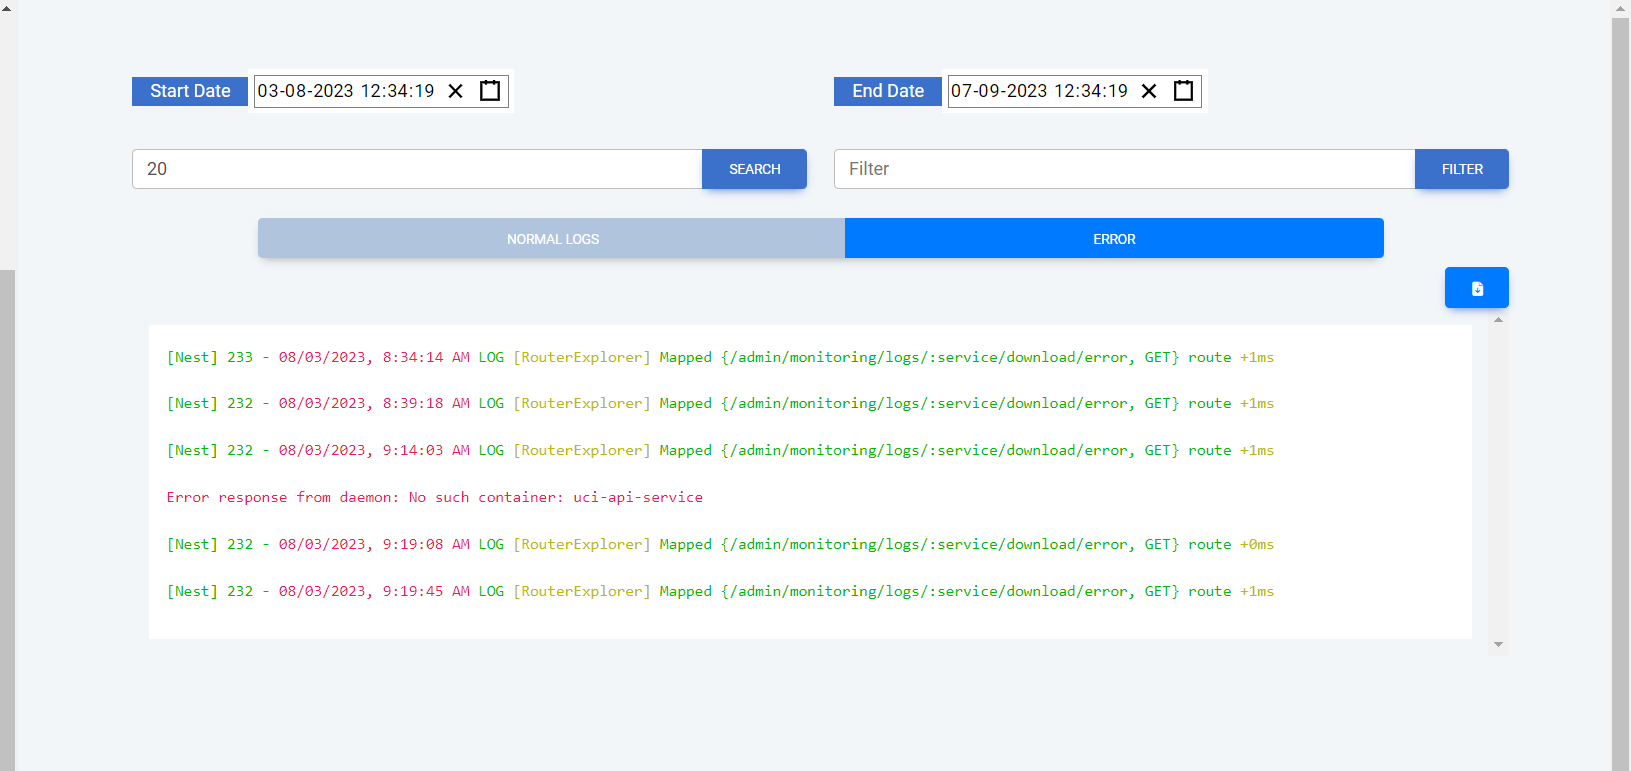 Start Date 03-08-2023 12:34:19 End Date 07-09-2023 12:34:19
20 SEARCH Filter FILTER
NORMAL LOGS ERROR
[Nest] 233 - 08/03/2023, 8:34:14 AM LOG [RouterExplorer] Mapped {/admin/monitoring/logs/:service/download/error, GET} route +1ms
[Nest] 232 - 08/03/2023, 8:39:18 AM LOG [RouterExplorer] Mapped {/admin/monitoring/logs/:service/download/error, GET} route +1ms
[Nest] 232 - 08/03/2023, 9:14:03 AM LOG [RouterExplorer] Mapped {/admin/monitoring/logs/:service/download/error, GET} route +1ms
Error response from daemon: No such container: uci-api-service
[Nest] 232 - 08/03/2023, 9:19:08 AM LOG [RouterExplorer] Mapped {/admin/monitoring/logs/:service/download/error, GET} route +0ms
[Nest] 232 - 08/03/2023, 9:19:45 AM LOG [RouterExplorer] Mapped {/admin/monitoring/logs/:service/download/error, GET} route +1ms